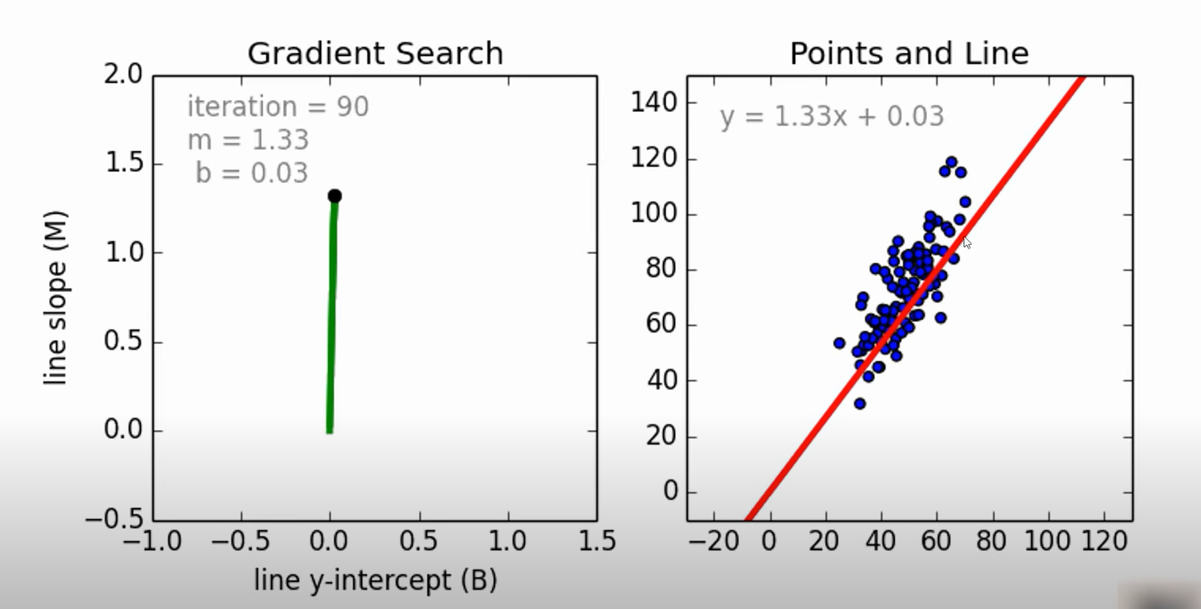 Gradient Search
iteration = 90
m = 1.33
b = 0.03
2.0
1.5
1.0
0.5
0.0
−0.5
line slope (M)
−1.0 −0.5 0.0 0.5 1.0 1.5
line y-intercept (B)
Points and Line
y = 1.33x + 0.03
140
120
100
80
60
40
20
0
−20 0 20 40 60 80 100 120